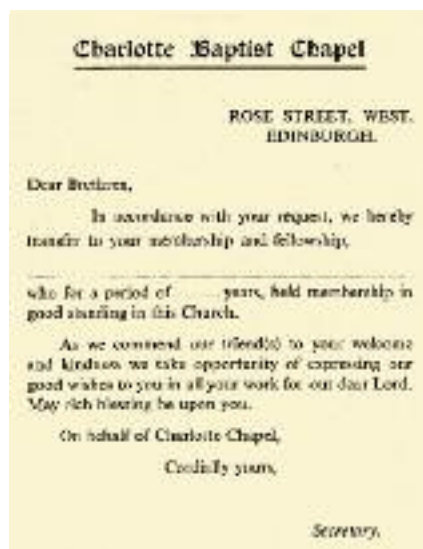 Charlotte Baptist Chapel
ROSE STREET, WEST.
EDINBURGH.
Dear Brethren,
In accordance with your request, we hereby
transfer to your membership and fellowship,
who for a period of ........ years, held membership in
good standing in this Church.
As we commend our friend(s) to your welcome
and kindness we take opportunity of expressing our
good wishes to you in all your work for our dear Lord.
May rich blessing be upon you.
On behalf of Charlotte Chapel,
Cordially yours,
Secretary.